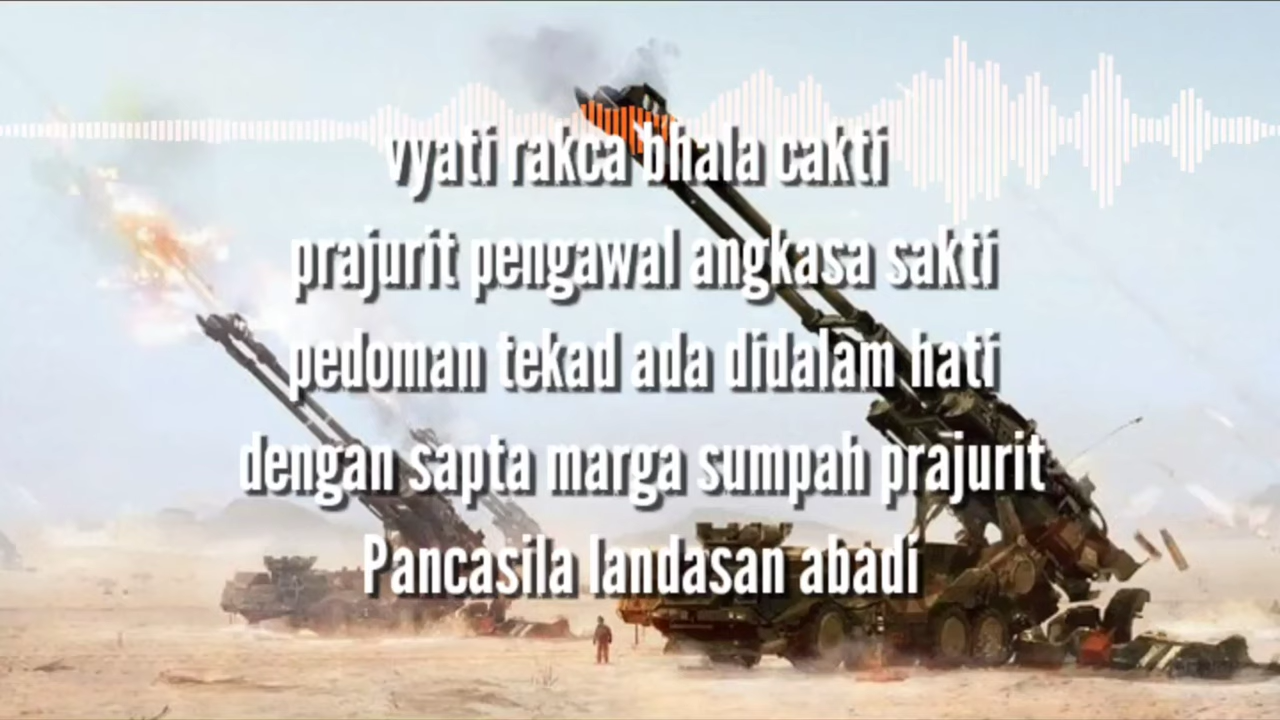 vyati rakca bhala cakti
prajurit pengawal angkasa sakti
pedoman tekad ada didalam hati
dengan sapta marga sumpah prajurit
Pancasila landasan abadi